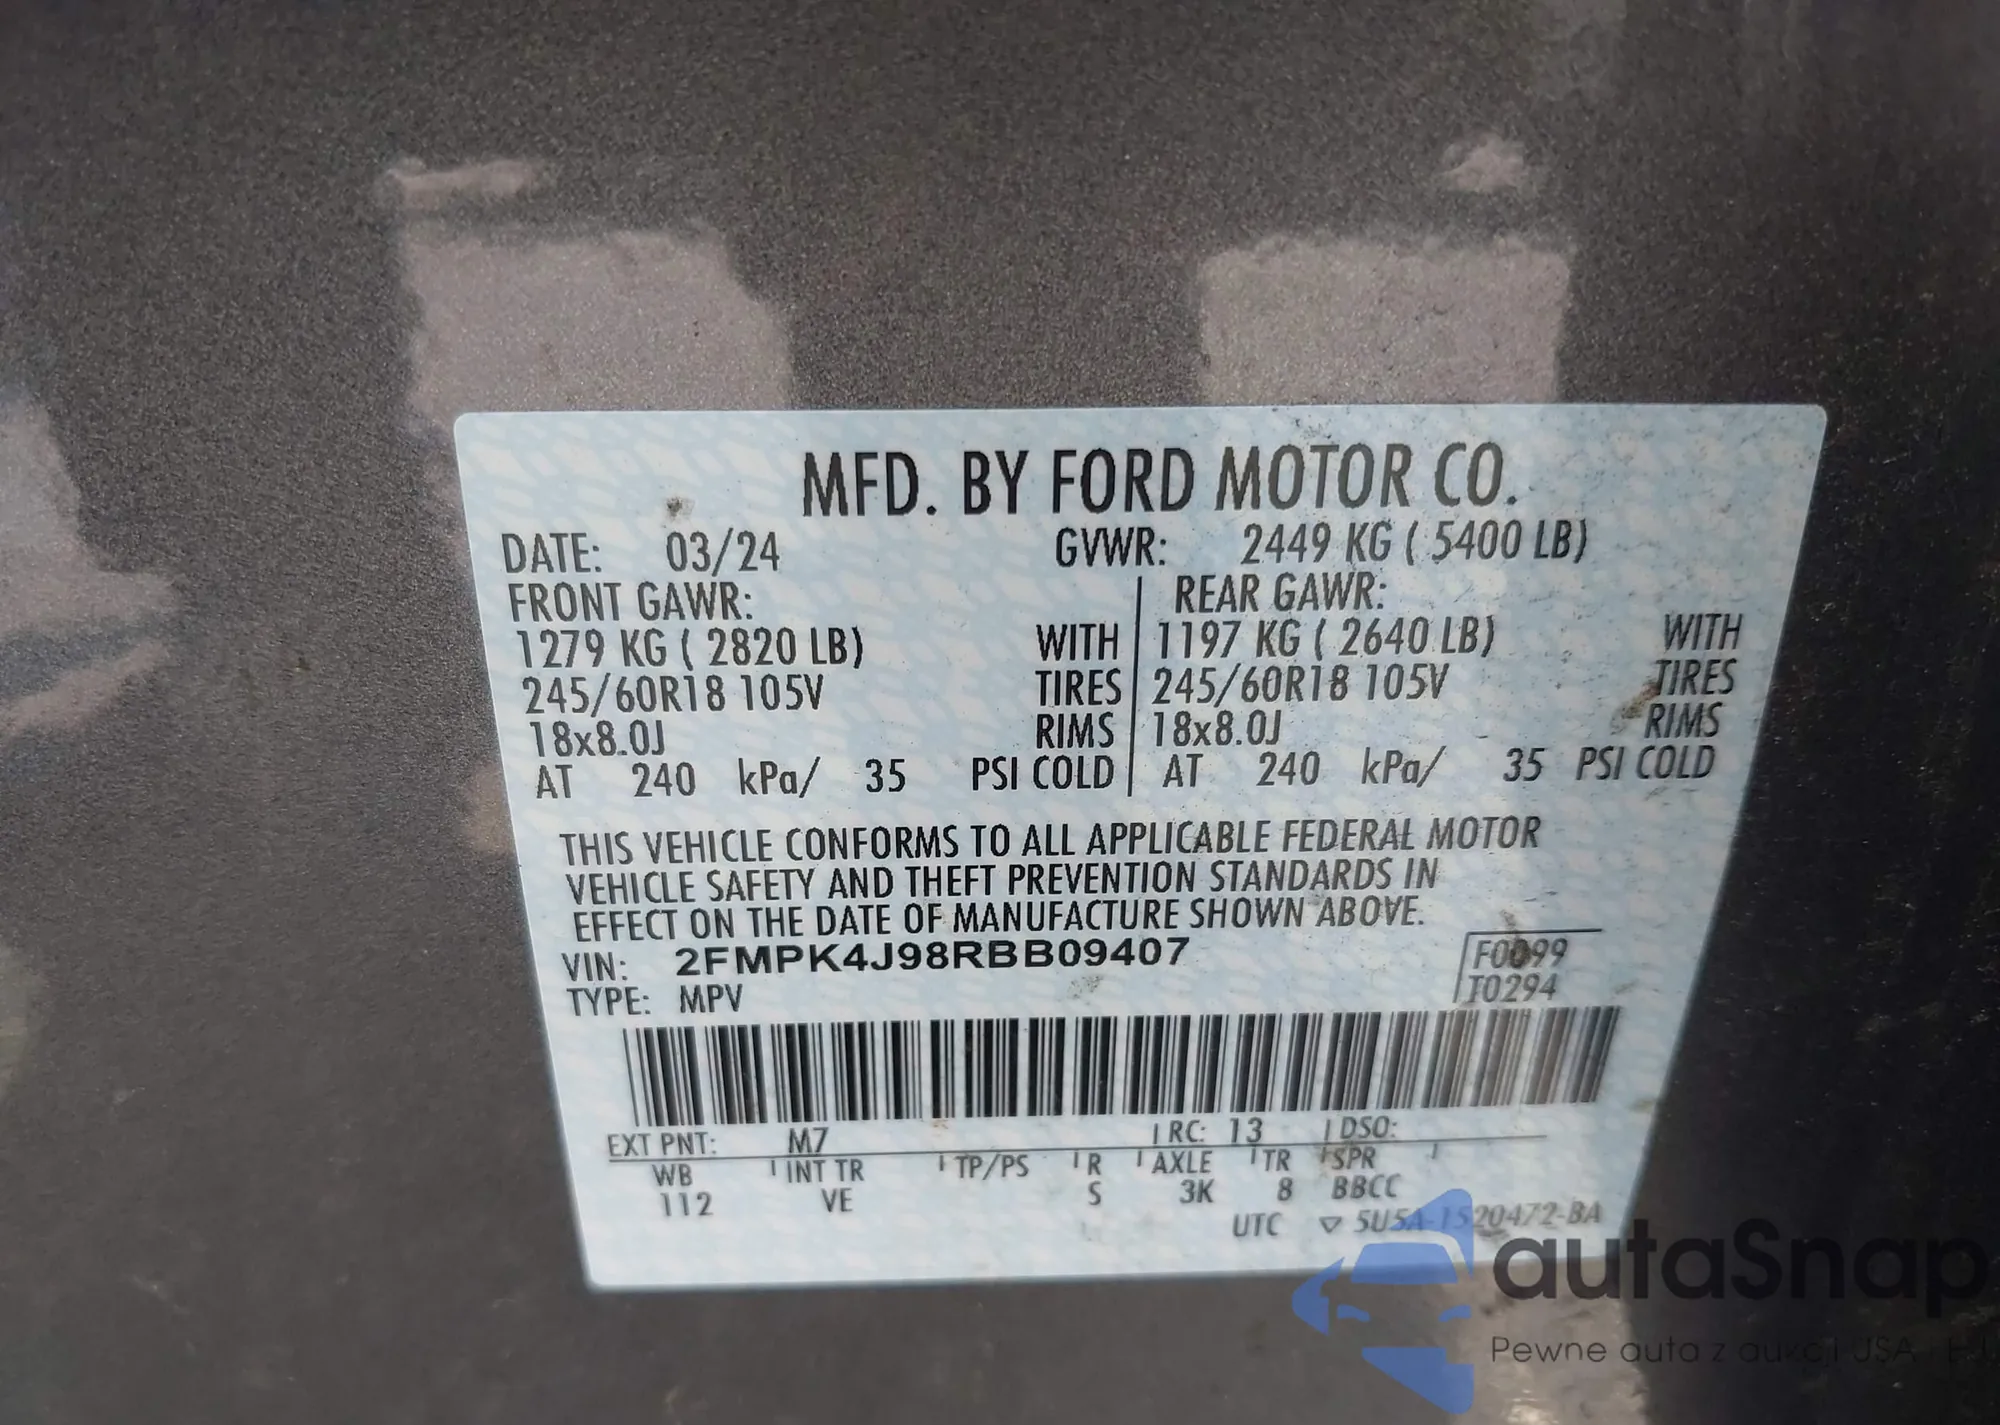 MFD. BY FORD MOTOR CO.
DATE: 03/24 GVWR: 2449 KG ( 5400 LB)
FRONT GAWR: REAR GAWR:
1279 KG ( 2820 LB) WITH 1197 KG ( 2640 LB) WITH
245/60R18 105V TIRES 245/60R18 105V TIRES
18x8.0J RIMS 18x8.0J RIMS
AT 240 kPa/ 35 PSI COLD AT 240 kPa/ 35 PSI COLD
THIS VEHICLE CONFORMS TO ALL APPLICABLE FEDERAL MOTOR
VEHICLE SAFETY AND THEFT PREVENTION STANDARDS IN
EFFECT ON THE DATE OF MANUFACTURE SHOWN ABOVE.
VIN: 2FMPK4J98RBB09407 F0099
TYPE: MPV T0294
EXT PNT: M7 RC: 13 DSO:
WB INT TR TP/PS R AXLE TR SPR
112 VE S 3K 8 BBCC
UTC ▽ 5U5A-1520472-BA
autaSnap
Pewne auta z aukcji USA